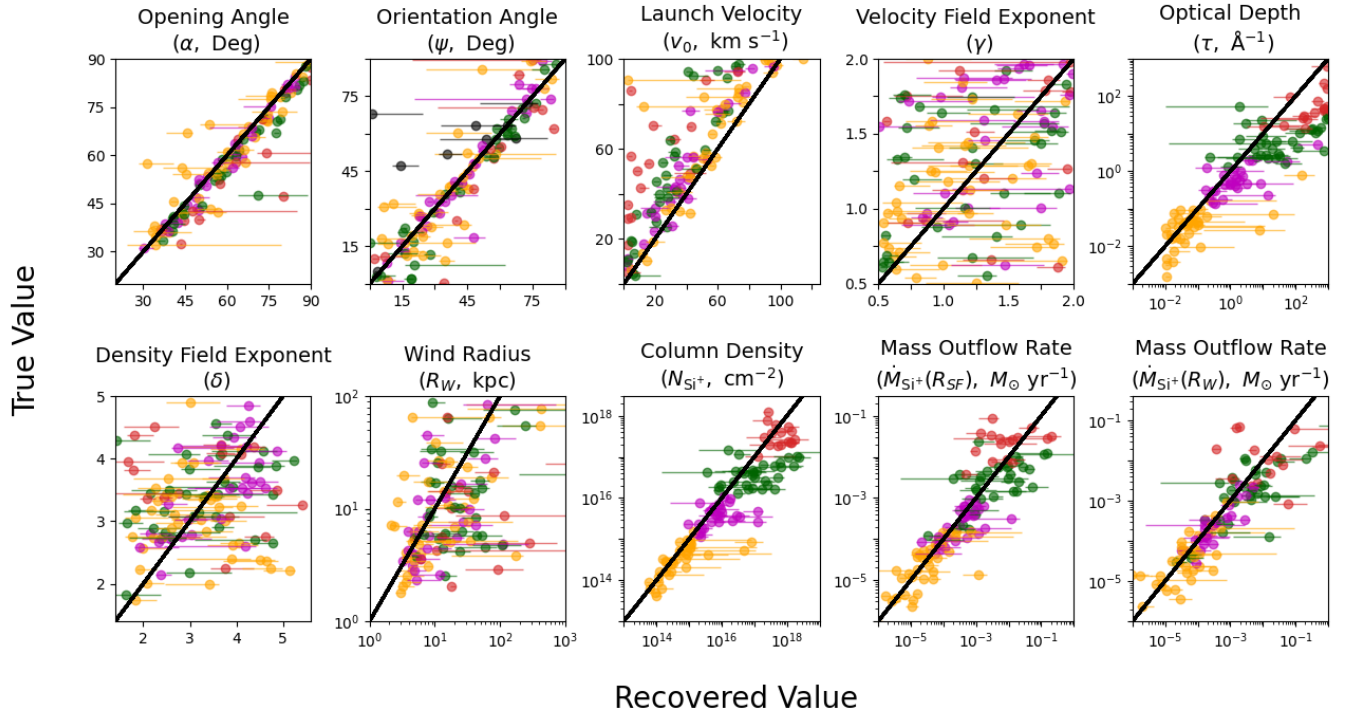 Opening Angle
(α, Deg)
Orientation Angle
(ψ, Deg)
Launch Velocity
(v₀, km s⁻¹)
Velocity Field Exponent
(γ)
Optical Depth
(τ, Å⁻¹)
90
75
60
45
30
30 45 60 75 90
75
45
15
15 45 75
100
60
20
20 60 100
2.0
1.5
1.0
0.5
0.5 1.0 1.5 2.0
10²
10⁰
10⁻²
10⁻² 10⁰ 10²
True Value
Density Field Exponent
(δ)
Wind Radius
(R_W, kpc)
Column Density
(N_Si⁺, cm⁻²)
Mass Outflow Rate
(Ṁ_Si⁺(R_SF), M⊙ yr⁻¹)
Mass Outflow Rate
(Ṁ_Si⁺(R_W), M⊙ yr⁻¹)
5
4
3
2
2 3 4 5
10²
10¹
10⁰
10⁰ 10¹ 10² 10³
10¹⁸
10¹⁶
10¹⁴
10¹⁴ 10¹⁶ 10¹⁸
10⁻¹
10⁻³
10⁻⁵
10⁻⁵ 10⁻³ 10⁻¹
10⁻¹
10⁻³
10⁻⁵
10⁻⁵ 10⁻³ 10⁻¹
Recovered Value